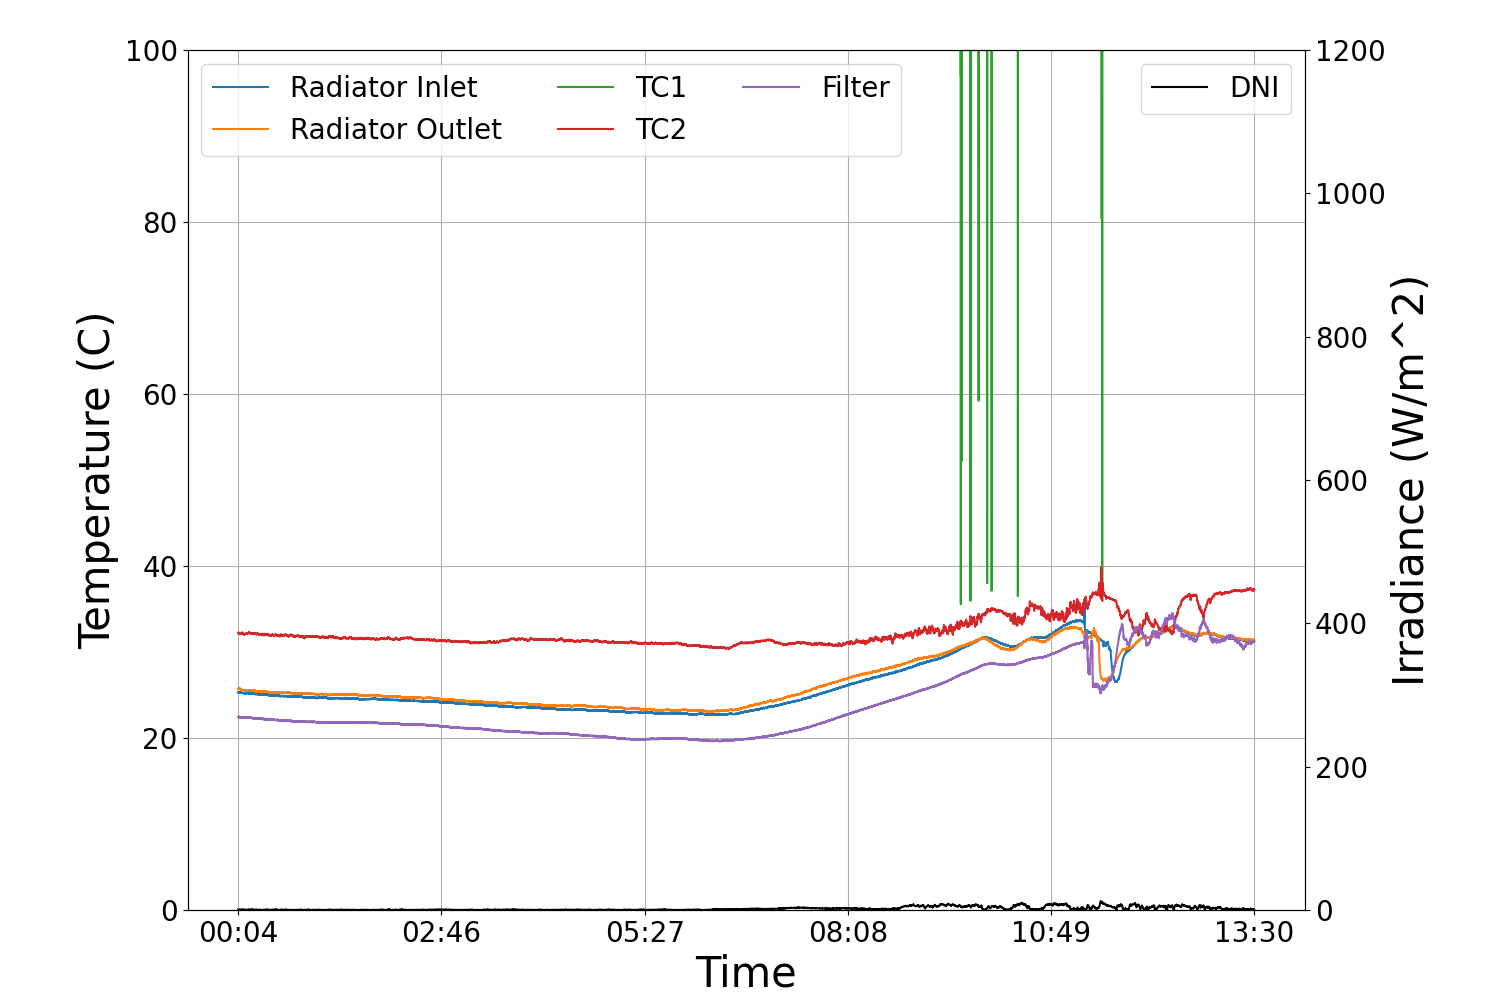 Radiator Inlet
Radiator Outlet
TC1
TC2
Filter
DNI
Temperature (C)
100
80
60
40
20
0
Irradiance (W/m^2)
1200
1000
800
600
400
200
0
00:04 02:46 05:27 08:08 10:49 13:30
Time